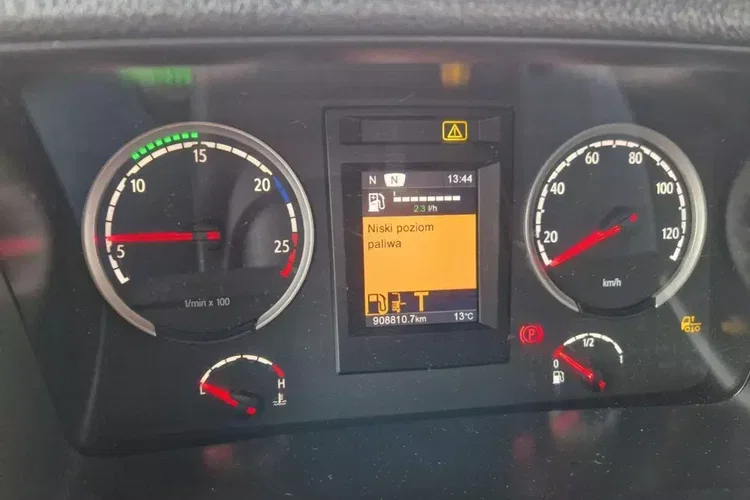 15
10
20
5
25
1/min x 100
N N 13:44
2.3 l/h
Niski poziom
paliwa
T
908810.7km 13°C
60 80
40 100
20 120
km/h
H
P
1/2
0 1